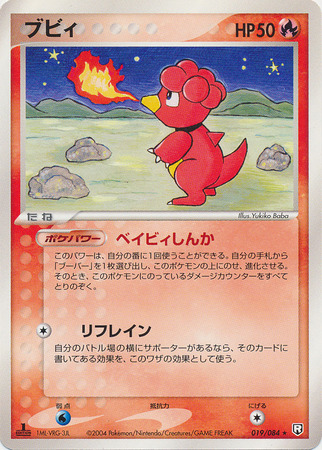 ブビィ HP50
たね
Illus.Yukiko Baba
ポケパワー ベイビィしんか
このパワーは、自分の番に1回使うことができる。自分の手札から
「ブーバー」を1枚選び出し、このポケモンの上にのせ、進化させる。
そのとき、このポケモンにのっているダメージカウンターをすべ
てとりのぞく。
リフレイン
自分のバトル場の横にサポーターがあるなら、そのカードに
書いてある効果を、このワザの効果として使う。
弱点 抵抗力 にげる
1 EDITION 1ML-VRG-3/L ©2004 Pokémon/Nintendo/Creatures/GAME FREAK 019/084 ★ R